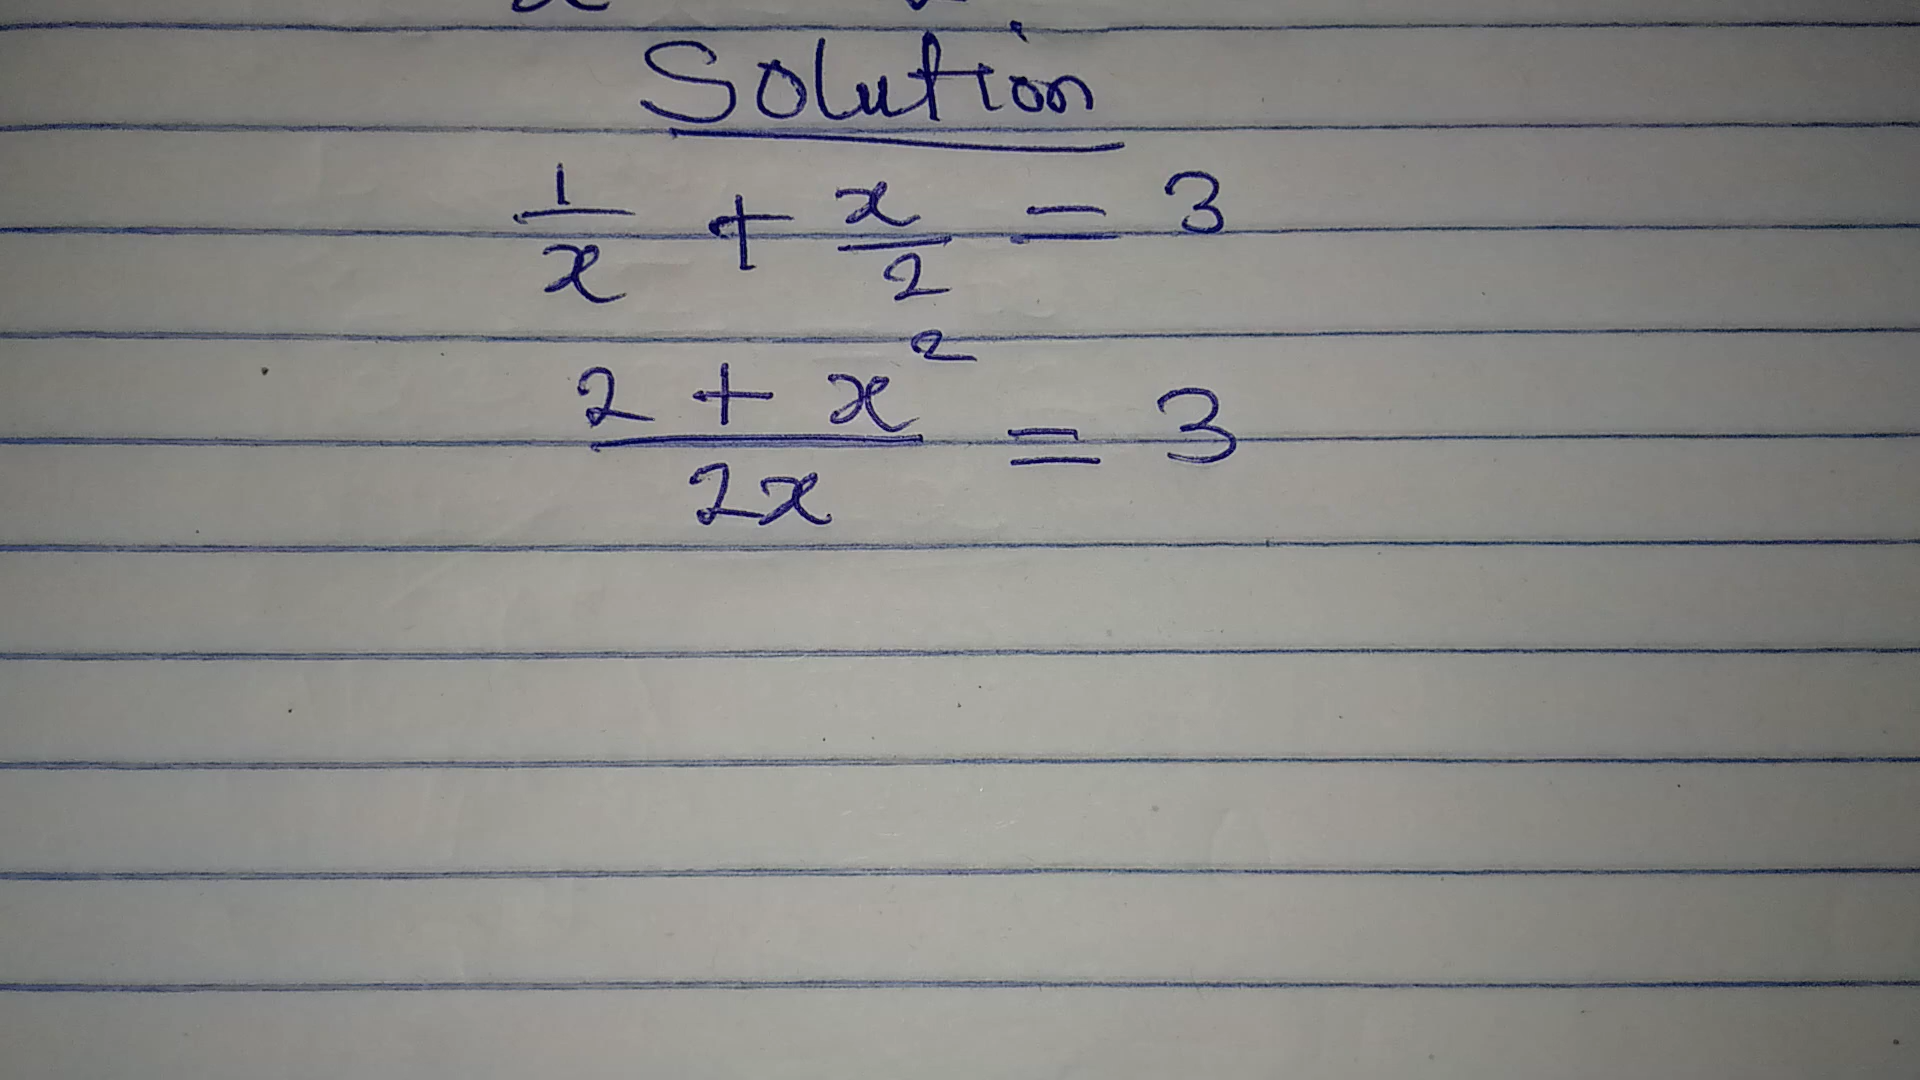 Solution
1/x + x/2 = 3
(2 + x²)/2x = 3